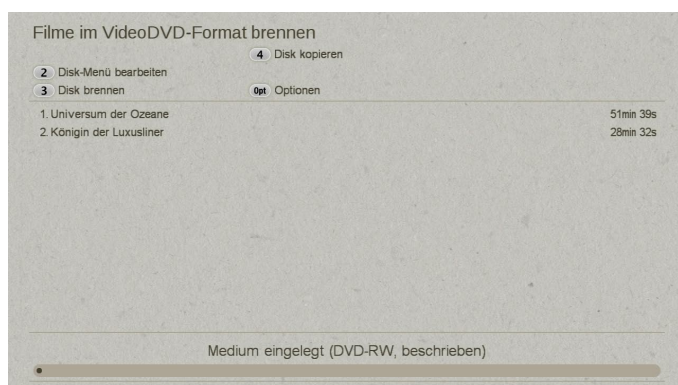 Filme im VideoDVD-Format brennen
4 Disk kopieren
2 Disk-Menü bearbeiten
3 Disk brennen Opt Optionen
1. Universum der Ozeane 51min 39s
2. Königin der Luxusliner 28min 32s
Medium eingelegt (DVD-RW, beschrieben)